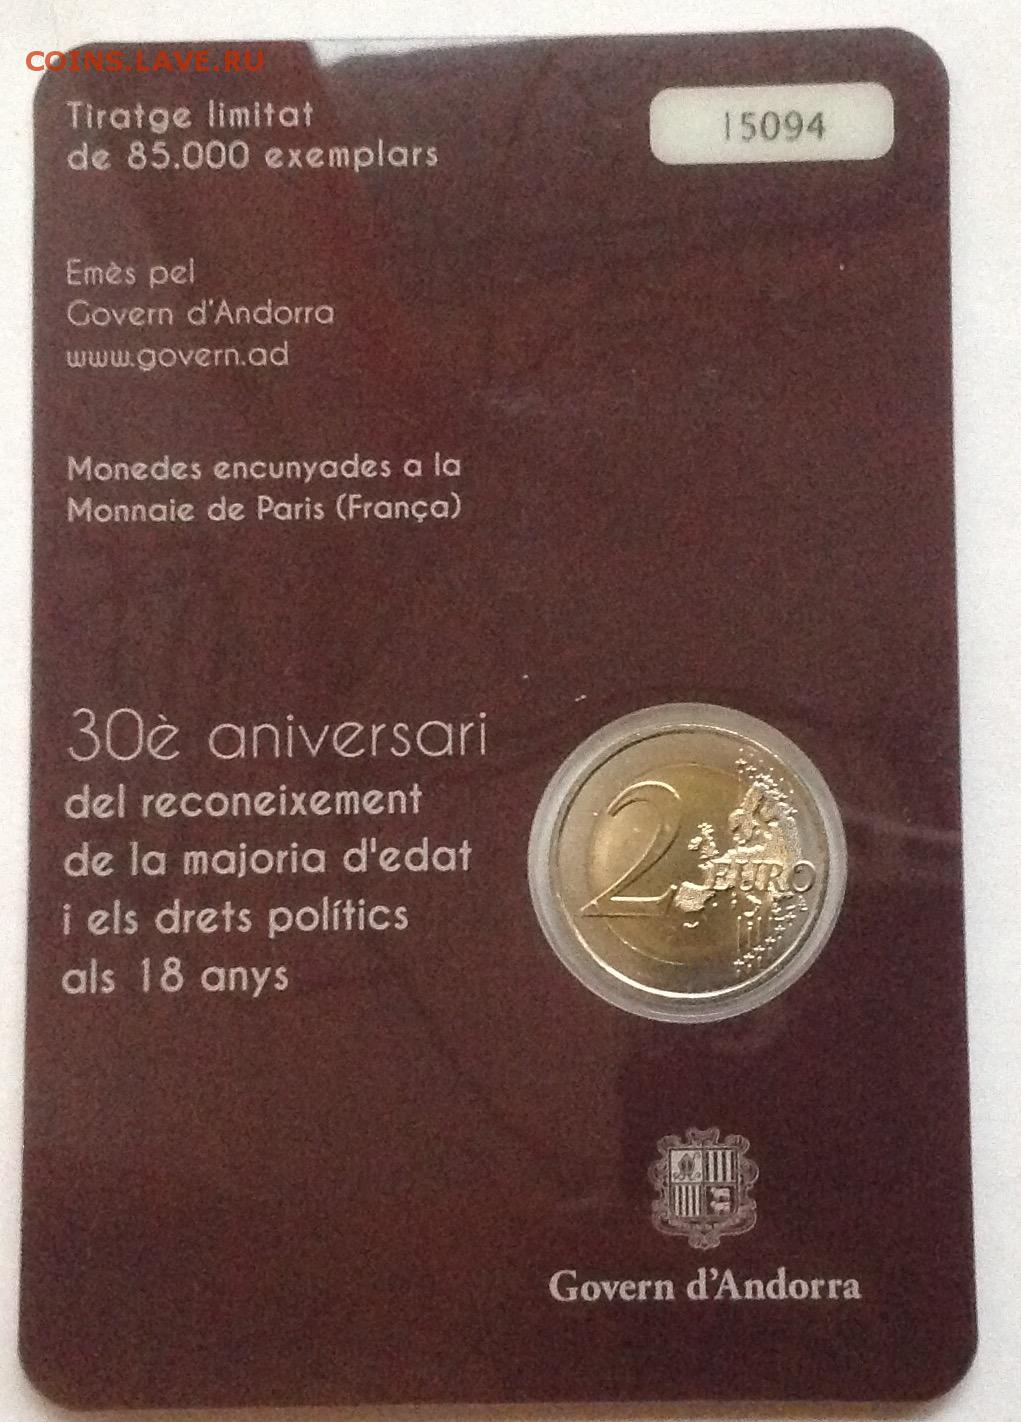 COINS.LAVE.RU
Tiratge limitat
de 85.000 exemplars
15094
Emès pel
Govern d'Andorra
www.govern.ad
Monedes encunyades a la
Monnaie de Paris (França)
30è aniversari
del reconeixement
de la majoria d'edat
i els drets polítics
als 18 anys
2 EURO
Govern d'Andorra